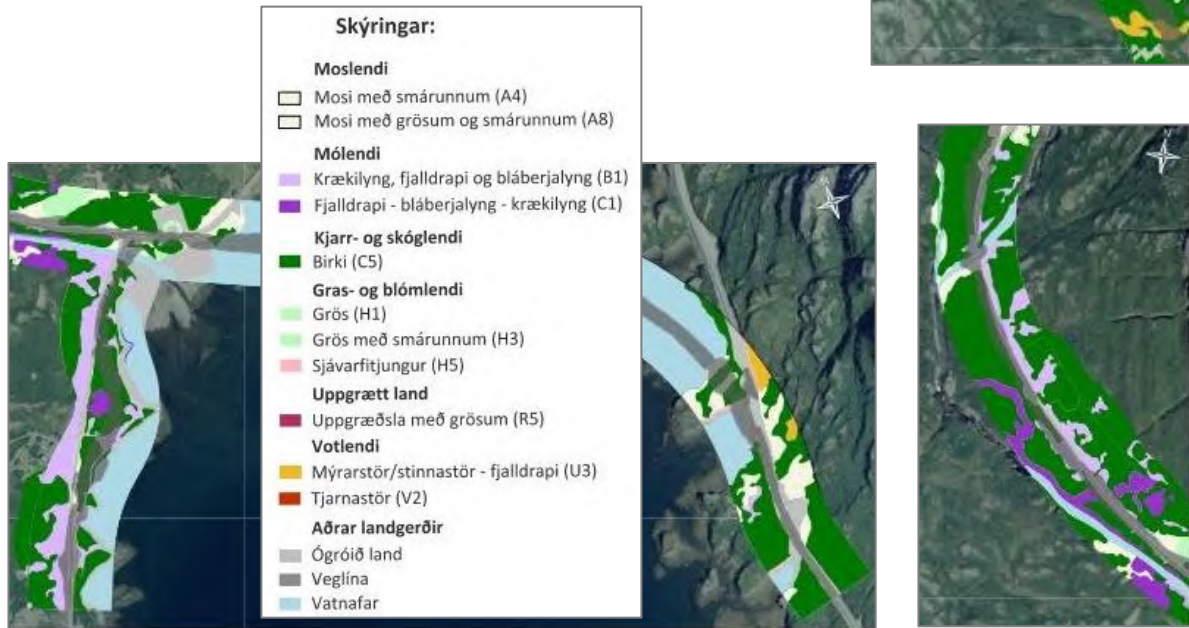 Skýringar:
Moslendi
Mosi með smárunnum (A4)
Mosi með grösum og smárunnum (A8)
Mólendi
Krækilyng, fjalldrapi og bláberjalyng (B1)
Fjalldrapi - bláberjalyng - krækilyng (C1)
Kjarr- og skóglendi
Birki (C5)
Gras- og blómlendi
Grös (H1)
Grös með smárunnum (H3)
Sjávarfitjungur (H5)
Uppgrætt land
Uppgræðsla með grösum (R5)
Votlendi
Mýrarstör/stinnastör - fjalldrapi (U3)
Tjarnastör (V2)
Aðrar landgerðir
Ógróið land
Veglína
Vatnafar